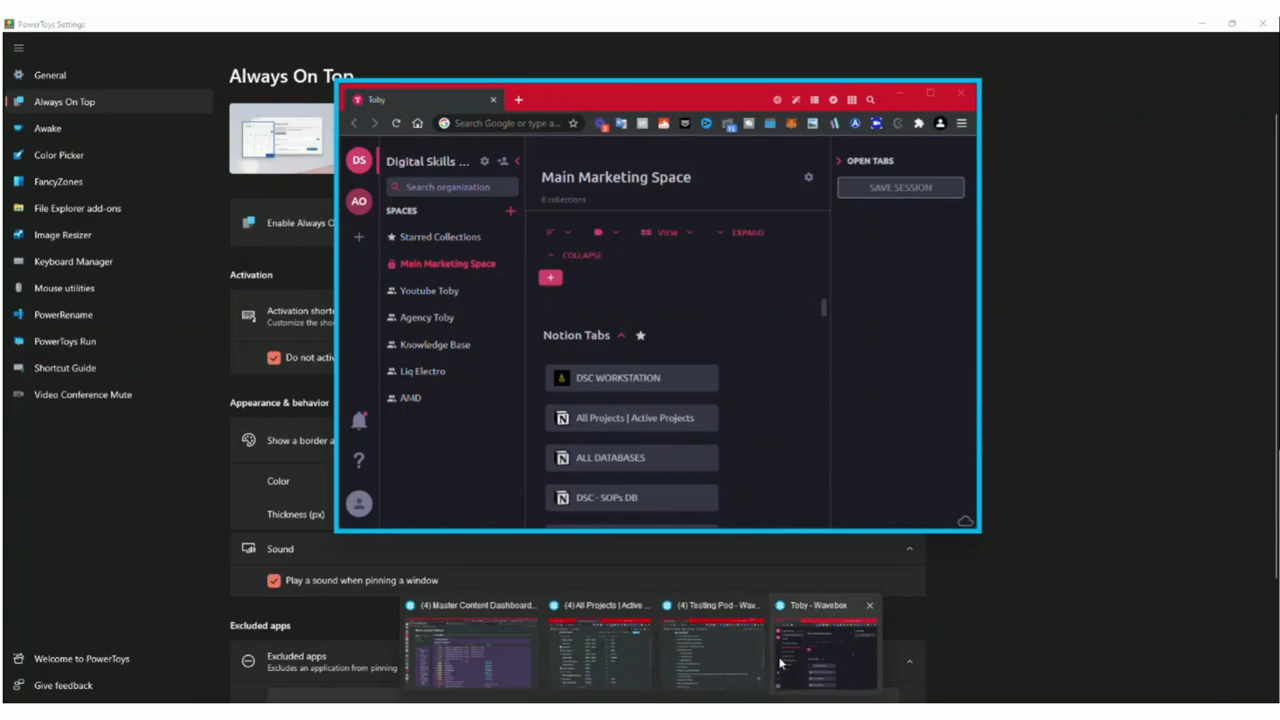 PowerToys Settings
General
Always On Top
Awake
Color Picker
FancyZones
File Explorer add-ons
Image Resizer
Keyboard Manager
Mouse utilities
PowerRename
PowerToys Run
Shortcut Guide
Video Conference Mute
Welcome to PowerToys
Give feedback
Always On Top
Enable Always O
Activation
Activation shortc
Customize the shor
Do not activ
Appearance & behavior
Show a border a
Color
Thickness (px)
Sound
Play a sound when pinning a window
Excluded apps
Excluded apps
Excludes an application from pinning
Toby
Search Google or type a...
DS
Digital Skills ...
Search organization
AO
SPACES
Starred Collections
Main Marketing Space
Youtube Toby
Agency Toby
Knowledge Base
Liq Electro
AMD
Main Marketing Space
8 collections
VIEW
EXPAND
COLLAPSE
Notion Tabs
DSC WORKSTATION
All Projects | Active Projects
ALL DATABASES
DSC - SOPs DB
OPEN TABS
SAVE SESSION
(4) Master Content Dashboard...
(4) All Projects | Active ...
(4) Testing Pod - Wav...
Toby - Wavebox